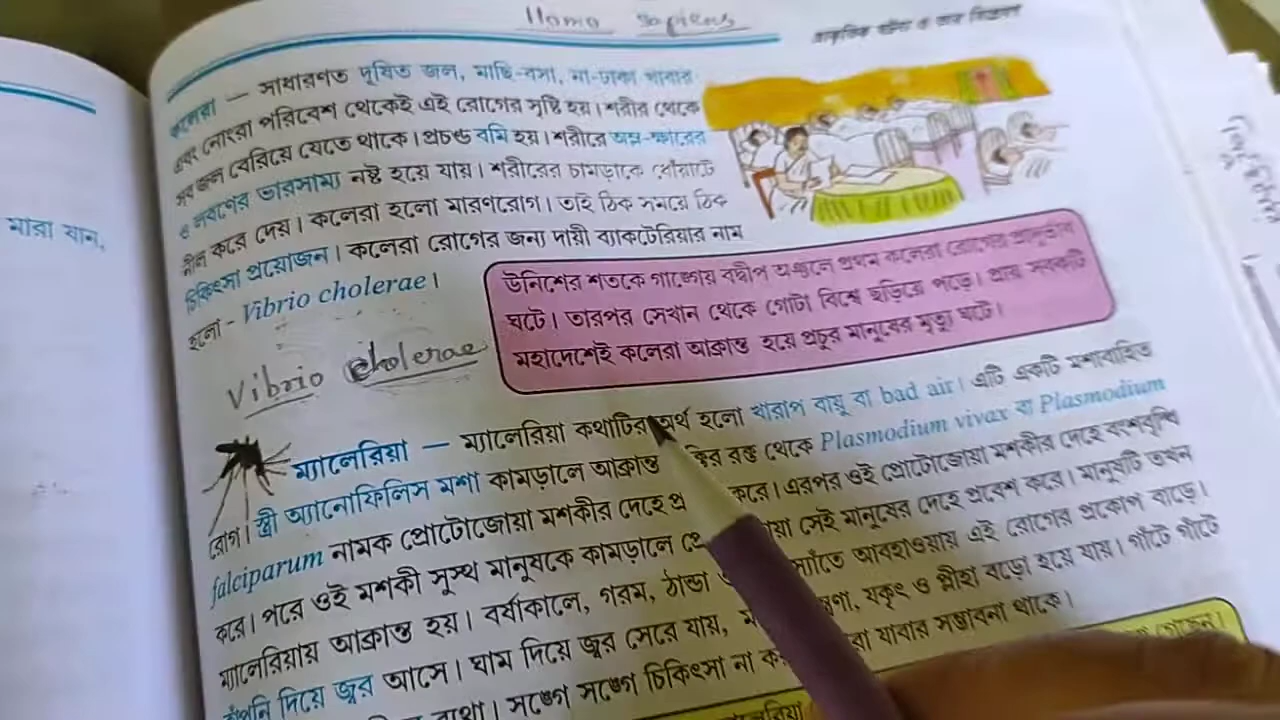 Homo sapiens
মারা যান,
কলেরা — সাধারণত দূষিত জল, মাছি-বসা, না-ঢাকা খাবার
এবং নোংরা পরিবেশ থেকেই এই রোগের সৃষ্টি হয়। শরীর থেকে
সব জল বেরিয়ে যেতে থাকে। প্রচণ্ড বমি হয়। শরীরে অম্ল-ক্ষারের
ও লবণের ভারসাম্য নষ্ট হয়ে যায়। শরীরের চামড়াকে ধোঁয়াটে
নীল করে দেয়। কলেরা হলো মারণরোগ। তাই ঠিক সময়ে ঠিক
চিকিৎসা প্রয়োজন। কলেরা রোগের জন্য দায়ী ব্যাকটেরিয়ার নাম
হলো - Vibrio cholerae।
উনিশের শতকে গাঙ্গেয় বদ্বীপ অঞ্চলে প্রথম কলেরা রোগের প্রাদুর্ভাব
ঘটে। তারপর সেখান থেকে গোটা বিশ্বে ছড়িয়ে পড়ে। প্রায় সবকটি
মহাদেশেই কলেরা আক্রান্ত হয়ে প্রচুর মানুষের মৃত্যু ঘটে।
Vibrio cholerae
ম্যালেরিয়া — ম্যালেরিয়া কথাটির অর্থ হলো খারাপ বায়ু বা bad air। এটি একটি মশাবাহিত
রোগ। স্ত্রী অ্যানোফিলিস মশা কামড়ালে আক্রান্ত রক্ত থেকে Plasmodium vivax বা Plasmodium
falciparum নামক প্রোটোজোয়া মশকীর দেহে করে। এরপর ওই প্রোটোজোয়া মশকীর দেহে বংশবৃদ্ধি
করে। পরে ওই মশকী সুস্থ মানুষকে কামড়ালে সেই মানুষের দেহে প্রবেশ করে। মানুষটি তখন
ম্যালেরিয়ায় আক্রান্ত হয়। বর্ষাকালে, গরম, ঠান্ডা আবহাওয়ায় এই রোগের প্রকোপ বাড়ে।
কাঁপুনি দিয়ে জ্বর আসে। ঘাম দিয়ে জ্বর সেরে যায়, যকৃৎ ও প্লীহা বড়ো হয়ে যায়। গাঁটে গাঁটে
ব্যথা। সঙ্গে সঙ্গে চিকিৎসা না যাবার সম্ভাবনা থাকে।